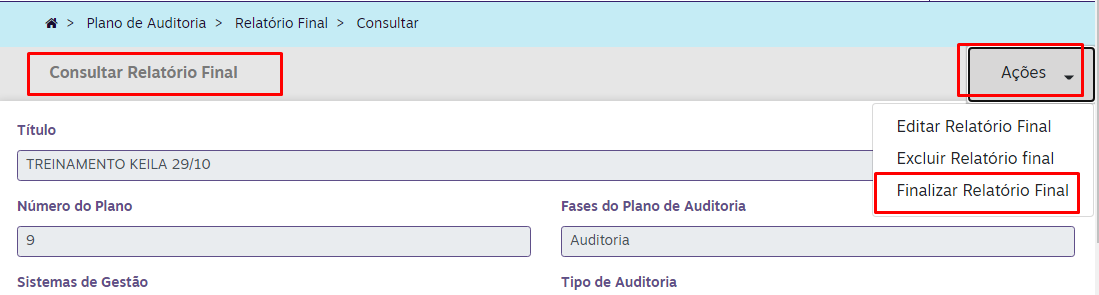 > Plano de Auditoria > Relatório Final > Consultar
Consultar Relatório Final
Ações
Editar Relatório Final
Excluir Relatório final
Finalizar Relatório Final
Título
TREINAMENTO KEILA 29/10
Número do Plano
Fases do Plano de Auditoria
9
Auditoria
Sistemas de Gestão
Tipo de Auditoria